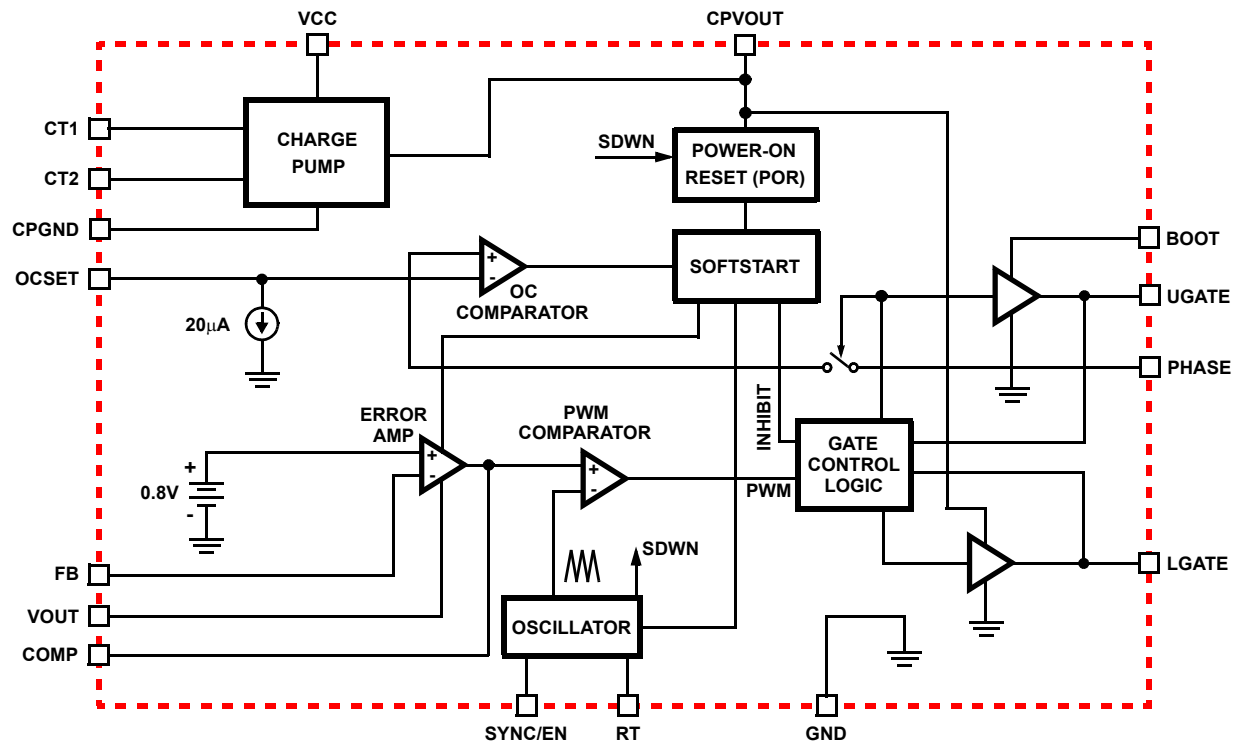 VCC
CPVOUT
CT1
CHARGE
PUMP
CT2
CPGND
SDWN
POWER-ON
RESET (POR)
OCSET
+
-
OC
COMPARATOR
SOFTSTART
BOOT
UGATE
PHASE
20μA
ERROR
AMP
PWM
COMPARATOR
INHIBIT
+
0.8V
-
+
-
+
-
PWM
GATE
CONTROL
LOGIC
SDWN
FB
VOUT
COMP
OSCILLATOR
LGATE
SYNC/EN
RT
GND